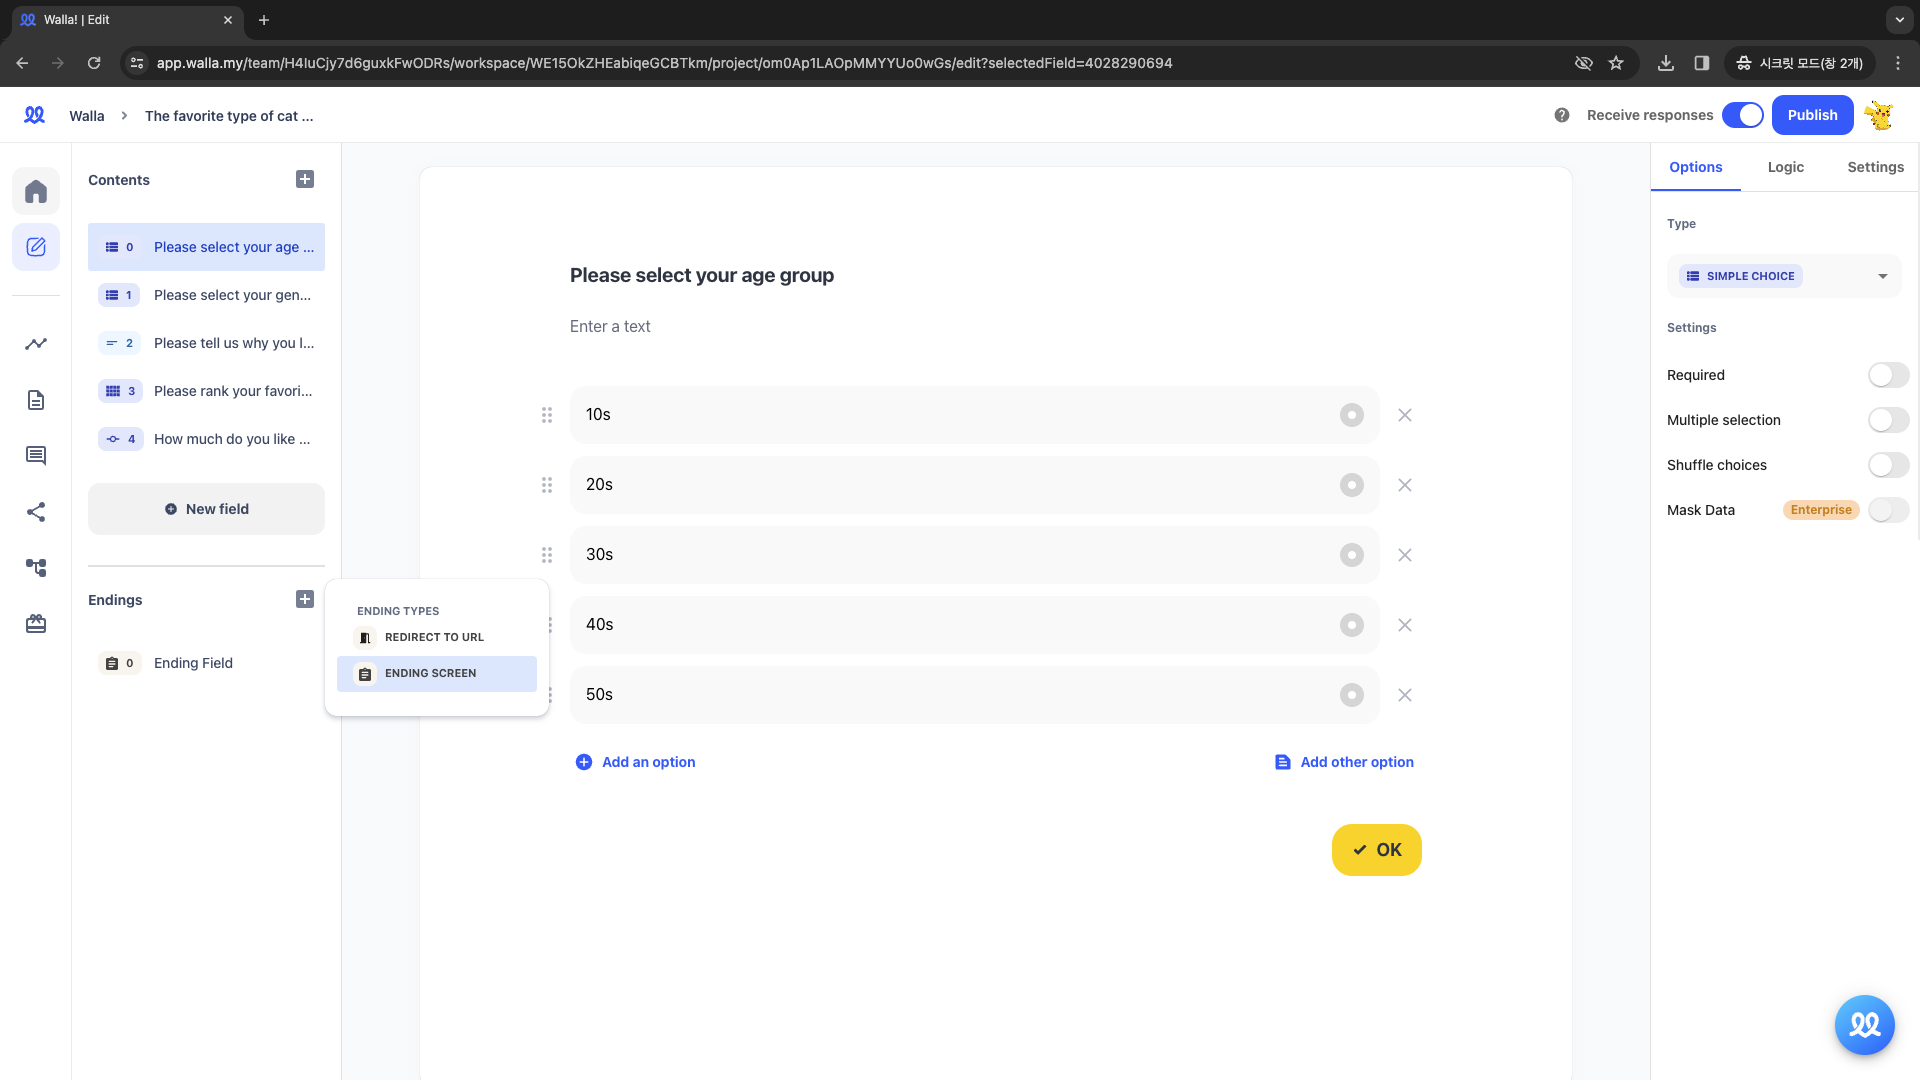 Walla! | Edit
app.walla.my/team/H4IuCjy7d6guxkFwODRs/workspace/WE15OkZHEabiqeGCBTkm/project/om0Ap1LAOpMMYYUo0wGs/edit?selectedField=4028290694
시크릿 모드(창 2개)
Walla
The favorite type of cat ...
Receive responses
Publish
Contents
0 Please select your age ...
1 Please select your gen...
2 Please tell us why you l...
3 Please rank your favori...
4 How much do you like ...
New field
Endings
0 Ending Field
ENDING TYPES
REDIRECT TO URL
ENDING SCREEN
Please select your age group
Enter a text
10s
20s
30s
40s
50s
Add an option
Add other option
OK
Options
Logic
Settings
Type
SIMPLE CHOICE
Settings
Required
Multiple selection
Shuffle choices
Mask Data
Enterprise